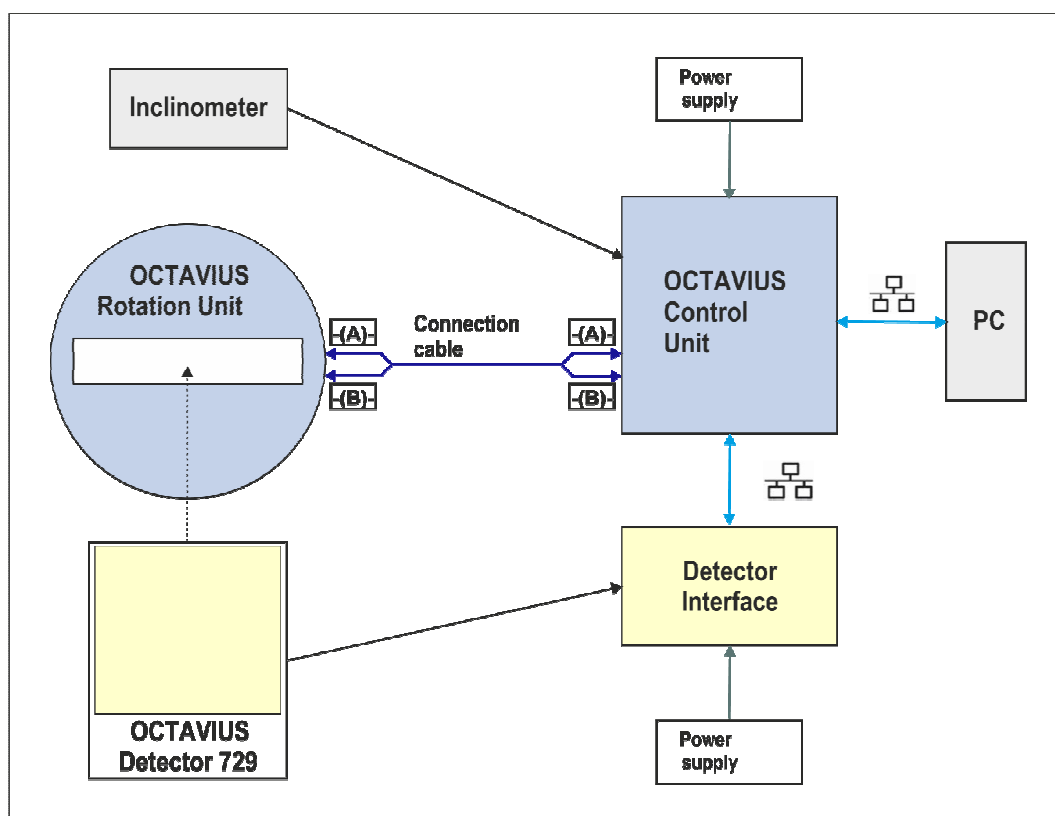 Inclinometer
Power
supply
OCTAVIUS
Rotation Unit
-(A)-
-(B)-
Connection
cable
-(A)-
-(B)-
OCTAVIUS
Control
Unit
PC
Detector
Interface
OCTAVIUS
Detector 729
Power
supply